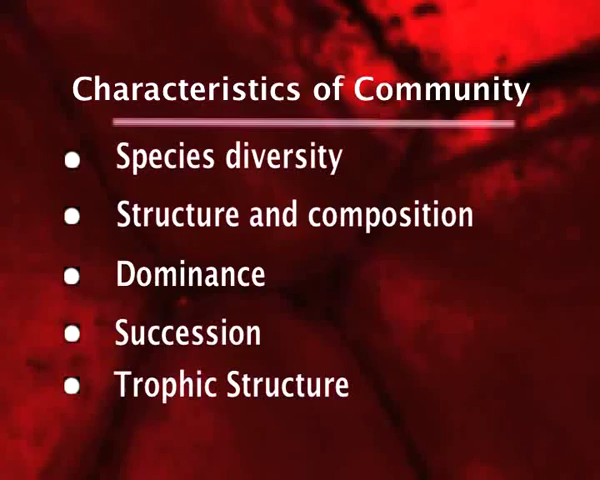 Characteristics of Community
Species diversity
Structure and composition
Dominance
Succession
Trophic Structure